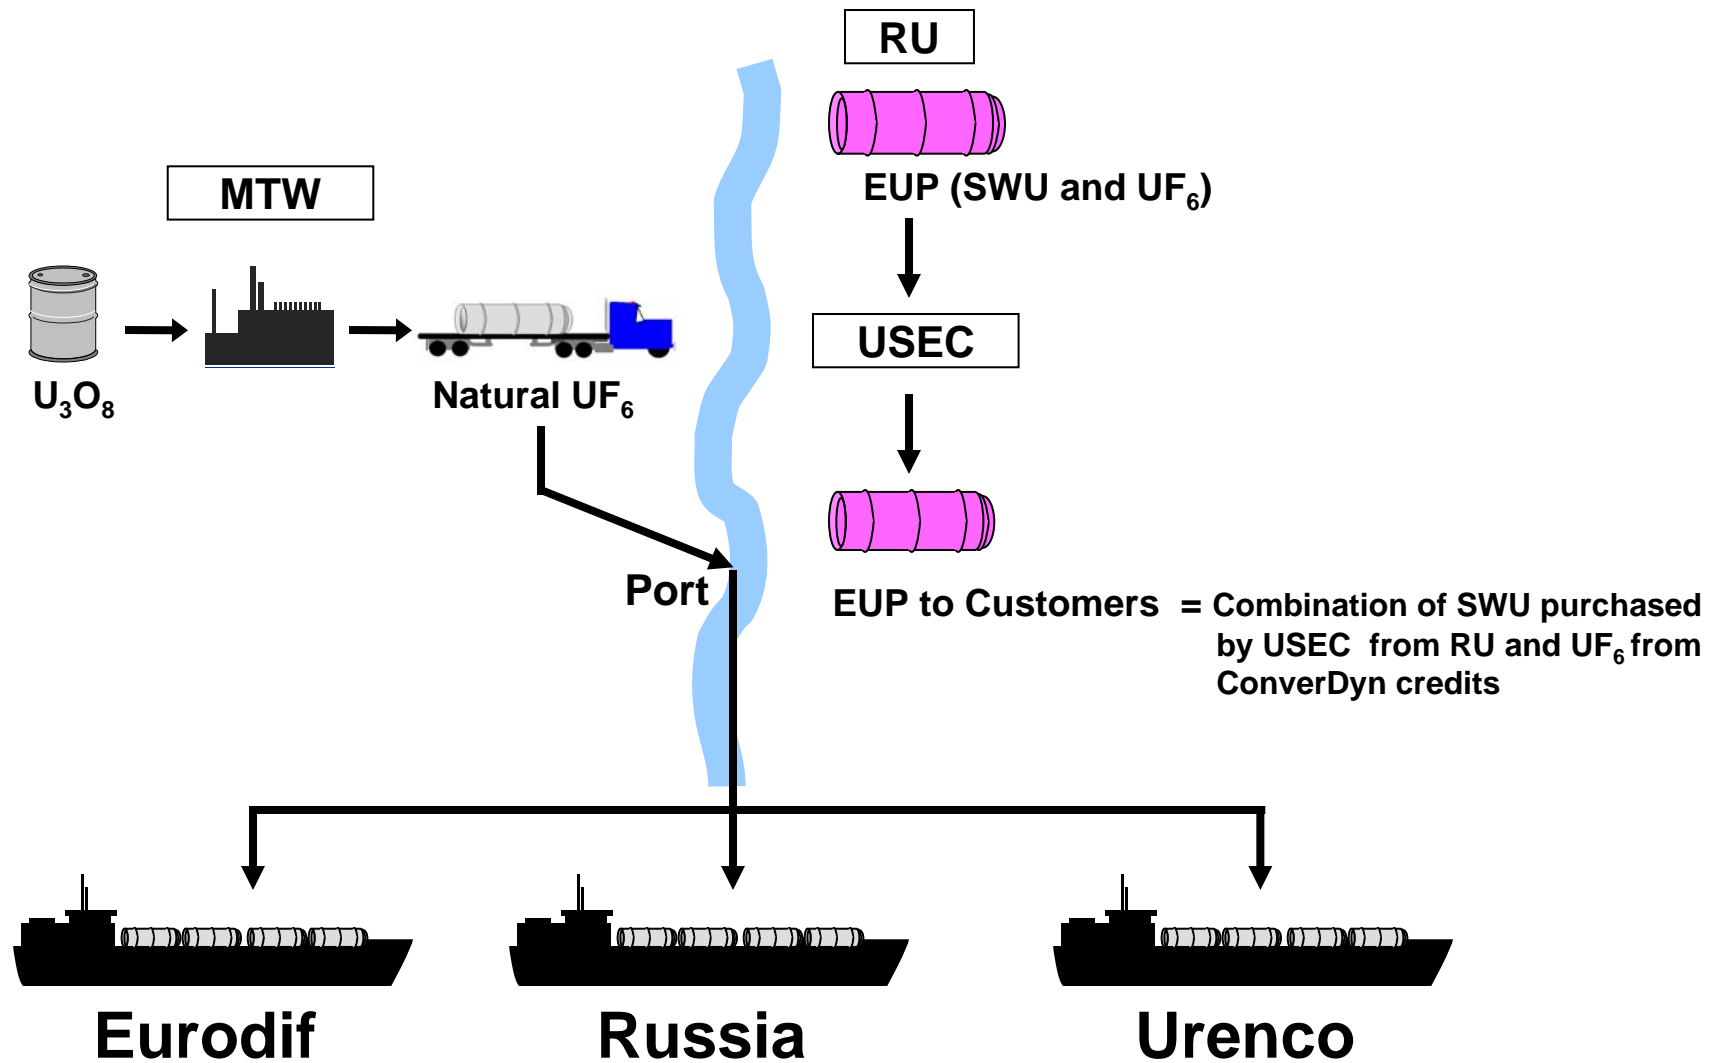 RU
EUP (SWU and UF₆)
MTW
USEC
U₃O₈
Natural UF₆
Port
EUP to Customers = Combination of SWU purchased
by USEC from RU and UF₆ from
ConverDyn credits
Eurodif
Russia
Urenco